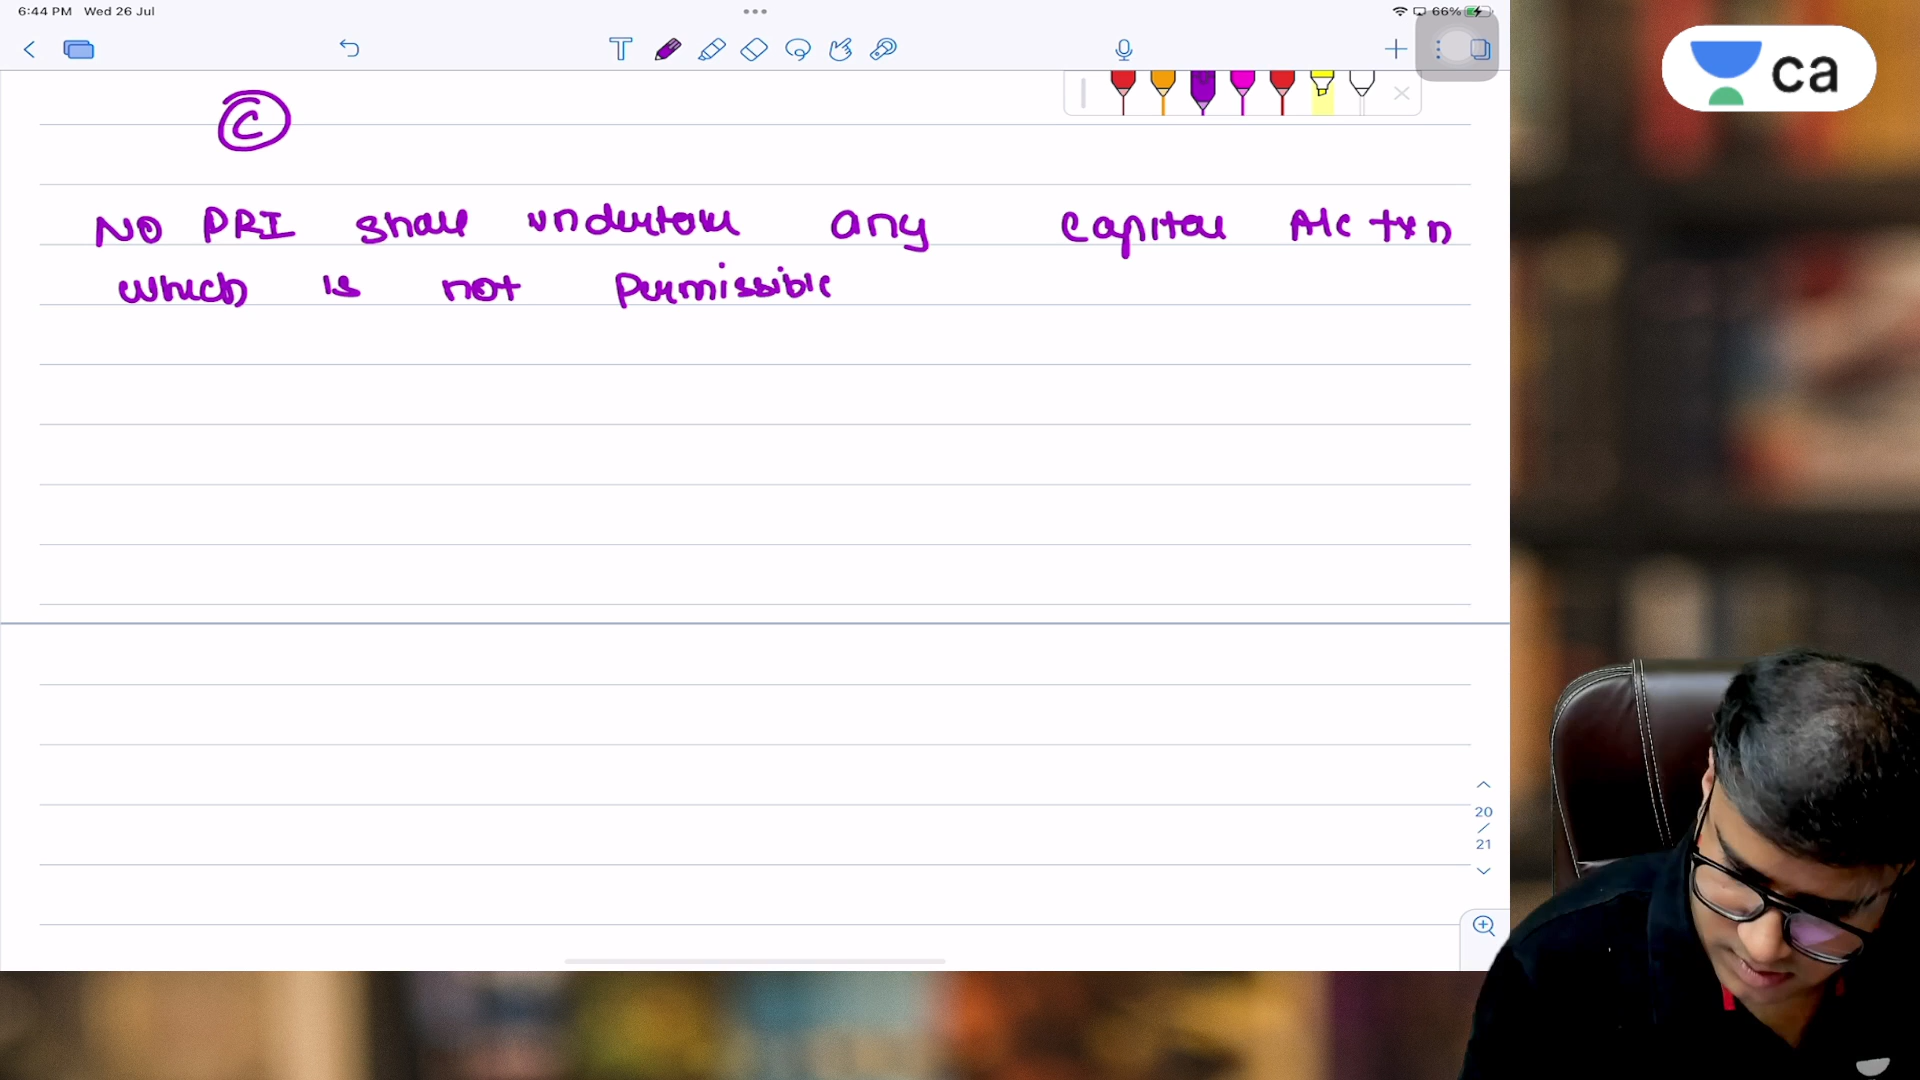 6:44 PM Wed 26 Jul
66%
ca
C
NO PRI shall undertake any capital A/c txn
which is not permissible
20
/
21